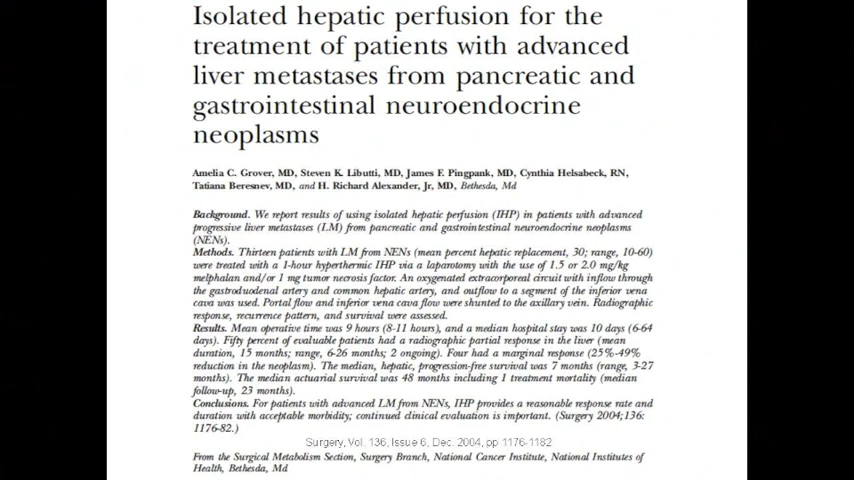 Isolated hepatic perfusion for the
treatment of patients with advanced
liver metastases from pancreatic and
gastrointestinal neuroendocrine
neoplasms
Amelia C. Grover, MD, Steven K. Libutti, MD, James F. Pingpank, MD, Cynthia Helsabeck, RN,
Tatiana Beresnev, MD, and H. Richard Alexander, Jr, MD, Bethesda, Md
Background. We report results of using isolated hepatic perfusion (IHP) in patients with advanced
progressive liver metastases (LM) from pancreatic and gastrointestinal neuroendocrine neoplasms
(NENs).
Methods. Thirteen patients with LM from NENs (mean percent hepatic replacement, 30; range, 10-60)
were treated with a 1-hour hyperthermic IHP via a laparotomy with the use of 1.5 or 2.0 mg/kg
melphalan and/or 1 mg tumor necrosis factor. An oxygenated extracorporeal circuit with inflow through
the gastroduodenal artery and common hepatic artery, and outflow to a segment of the inferior vena
cava was used. Portal flow and inferior vena cava flow were shunted to the axillary vein. Radiographic
response, recurrence pattern, and survival were assessed.
Results. Mean operative time was 9 hours (8-11 hours), and a median hospital stay was 10 days (6-64
days). Fifty percent of evaluable patients had a radiographic partial response in the liver (mean
duration, 15 months; range, 6-26 months; 2 ongoing). Four had a marginal response (25%-49%
reduction in the neoplasm). The median, hepatic, progression-free survival was 7 months (range, 3-27
months). The median actuarial survival was 48 months including 1 treatment mortality (median
follow-up, 23 months).
Conclusions. For patients with advanced LM from NENs, IHP provides a reasonable response rate and
duration with acceptable morbidity; continued clinical evaluation is important. (Surgery 2004;136:
1176-82.)
Surgery, Vol. 136, Issue 6, Dec. 2004, pp 1176-1182
From the Surgical Metabolism Section, Surgery Branch, National Cancer Institute, National Institutes of
Health, Bethesda, Md